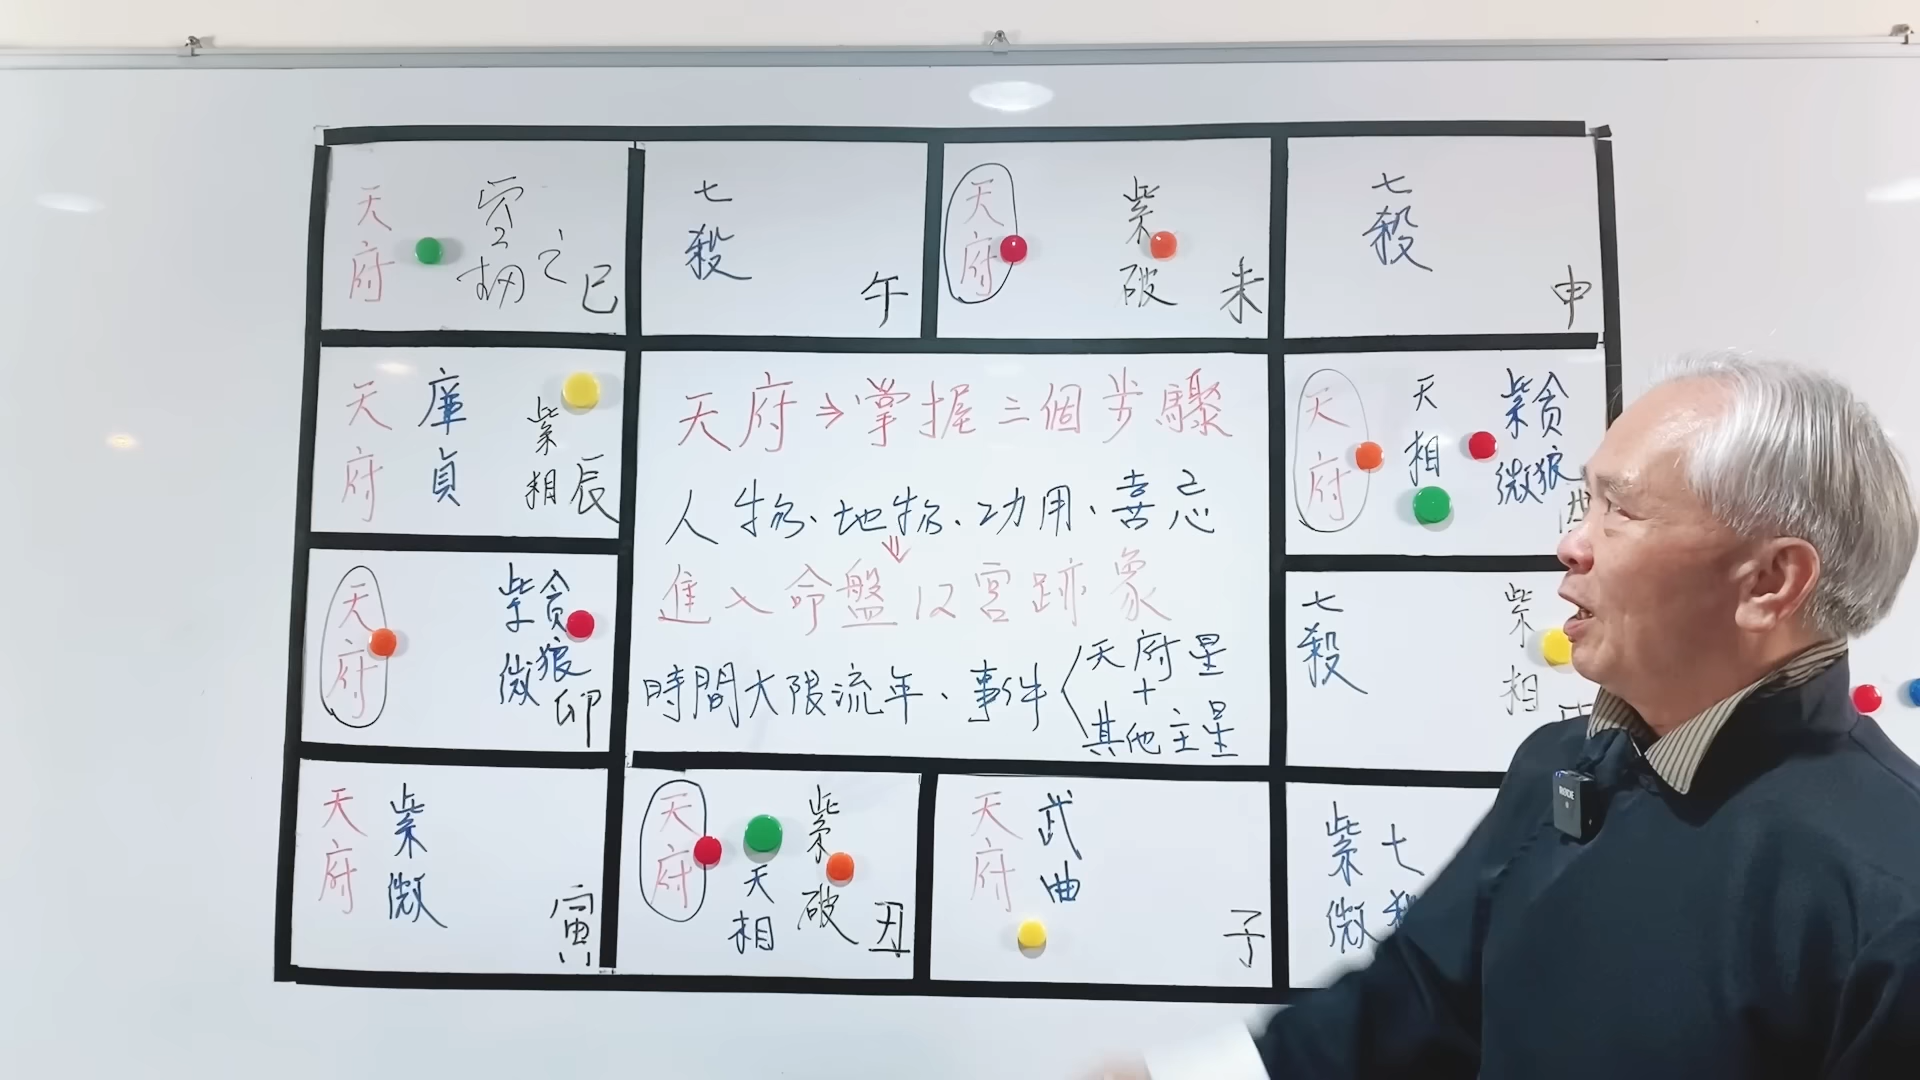 天府
巳
七殺
午
天府
紫破
未
七殺
申
天府
廉貞
紫相
辰
天府→掌握三個步驟
人物、地物、功用、喜忌
進入命盤12宮跡象
時間大限流年、事件
天府星
+
其他主星
天府
天相
紫微
貪狼
天府
紫微
貪狼
卯
七殺
紫相
天府
紫微
寅
天府
天相
紫破
丑
天府
武曲
子
紫微
七
RODE